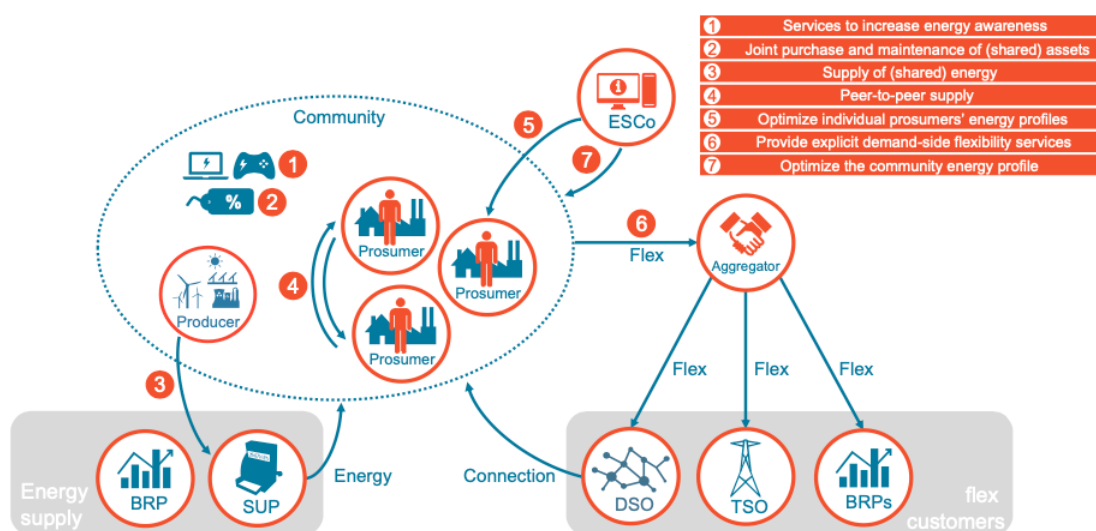 1 Services to increase energy awareness
2 Joint purchase and maintenance of (shared) assets
3 Supply of (shared) energy
4 Peer-to-peer supply
5 Optimize individual prosumers' energy profiles
6 Provide explicit demand-side flexibility services
7 Optimize the community energy profile
Community
ESCo
5
7
1
%
2
Prosumer
Prosumer
Prosumer
4
Producer
3
6
Flex
Aggregator
Flex
Flex
Flex
Energy
supply
BRP
SUP
Energy
Connection
DSO
TSO
BRPs
flex
customers